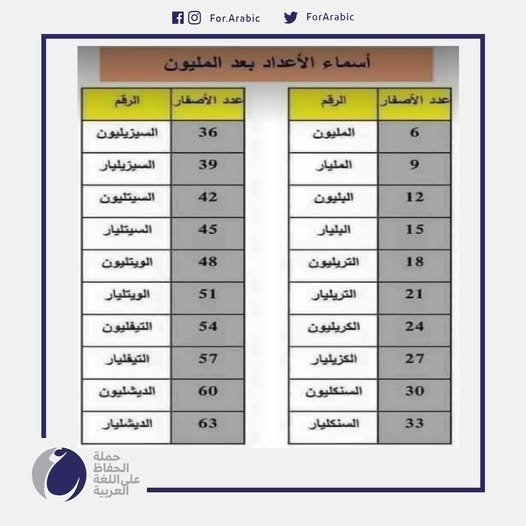 For.Arabic
ForArabic
أسماء الأعداد بعد المليون
عدد الأصفار الرقم
6 المليون
9 المليار
12 البليون
15 البليار
18 التريليون
21 التريليار
24 الكريليون
27 الكزيليار
30 السنكليون
33 السنكليار
عدد الأصفار الرقم
36 السيزيليون
39 السيزيليار
42 السيتليون
45 السيتليار
48 الويتليون
51 الويتليار
54 التيفليون
57 التيفليار
60 الديشليون
63 الديشليار
حملة
الحفاظ
على اللغة
العربية